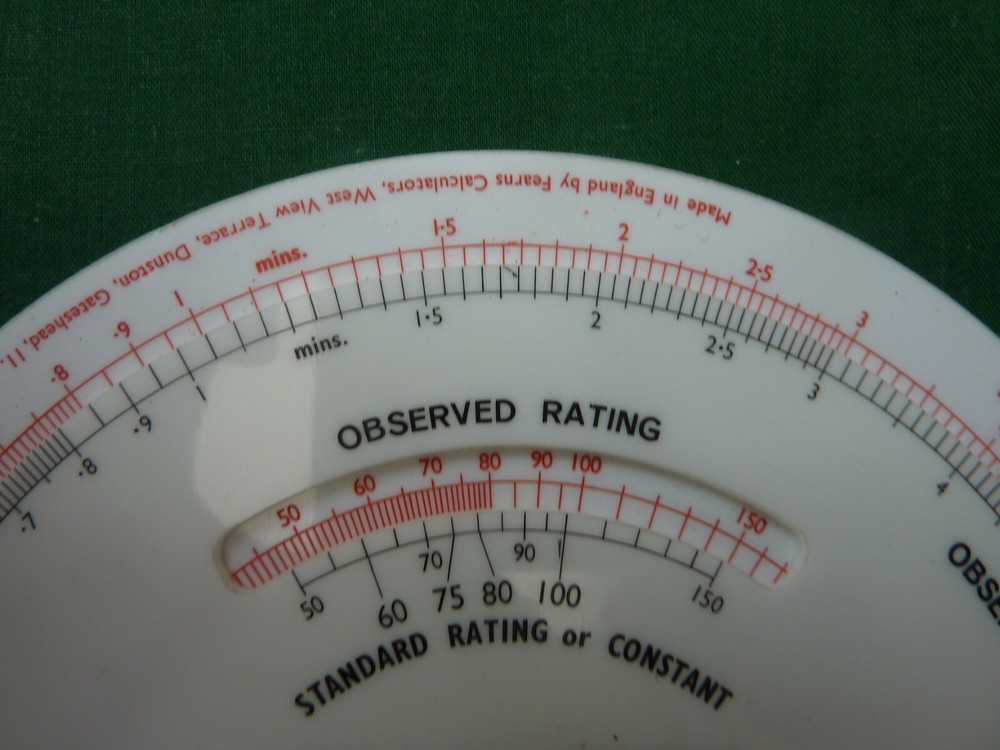 Made in England by Fearns Calculators, West View Terrace, Dunston, Gateshead, 11.
·8 ·9 1 mins. 1·5 2 2·5 3
·7 ·8 ·9 1 mins. 1·5 2 2·5 3 4
OBSERVED RATING
50 60 70 80 90 100 150
50 60 70 75 80 90 100 150
STANDARD RATING or CONSTANT